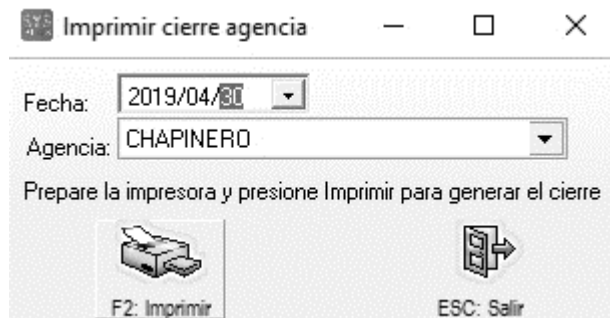 Imprimir cierre agencia
Fecha: 2019/04/30
Agencia: CHAPINERO
Prepare la impresora y presione Imprimir para generar el cierre
F2: Imprimir ESC: Salir